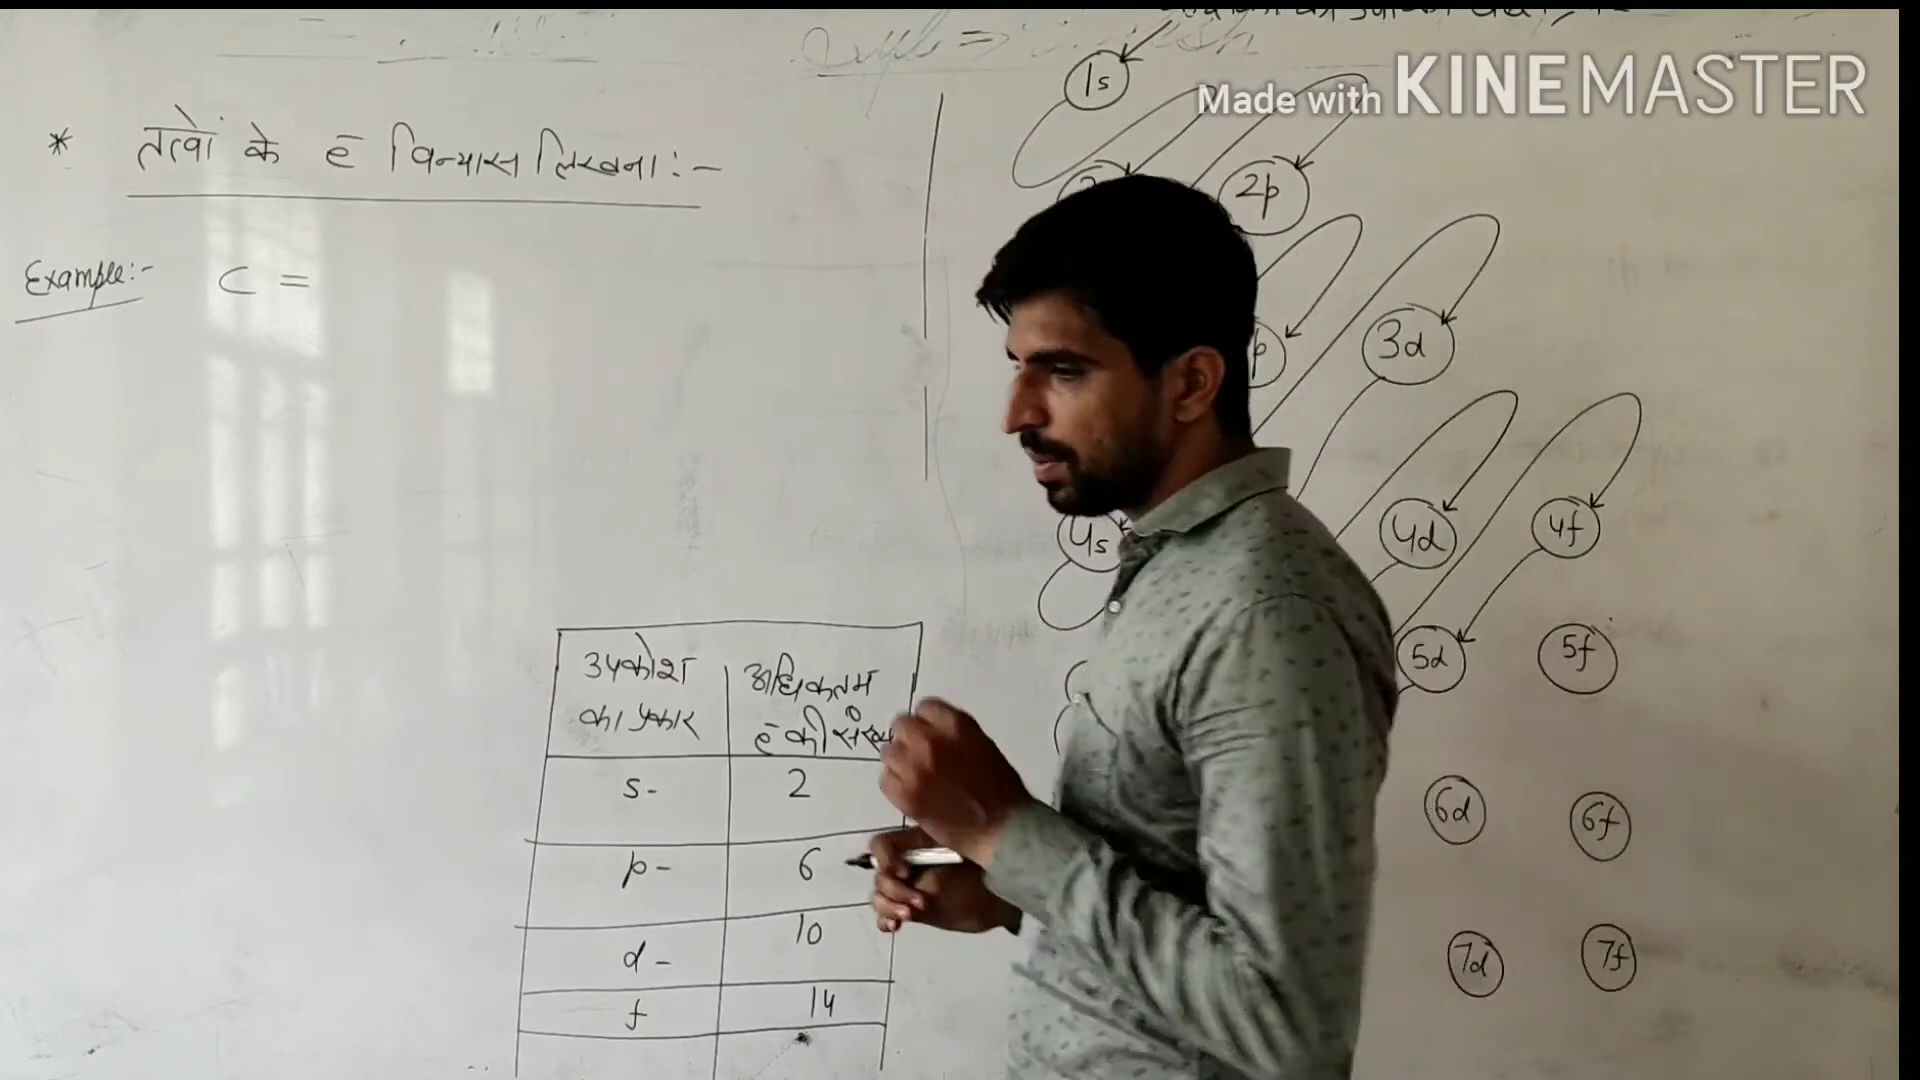 Made with KINEMASTER
* तत्वों के ē विन्यास लिखना :-
Example:- C =
1s
2p
p 3d
4s 4d 4f
5d 5f
6d 6f
7d 7f
उपकोश अधिकतम
का प्रकार ē की
s- 2
p- 6
d- 10
f 14